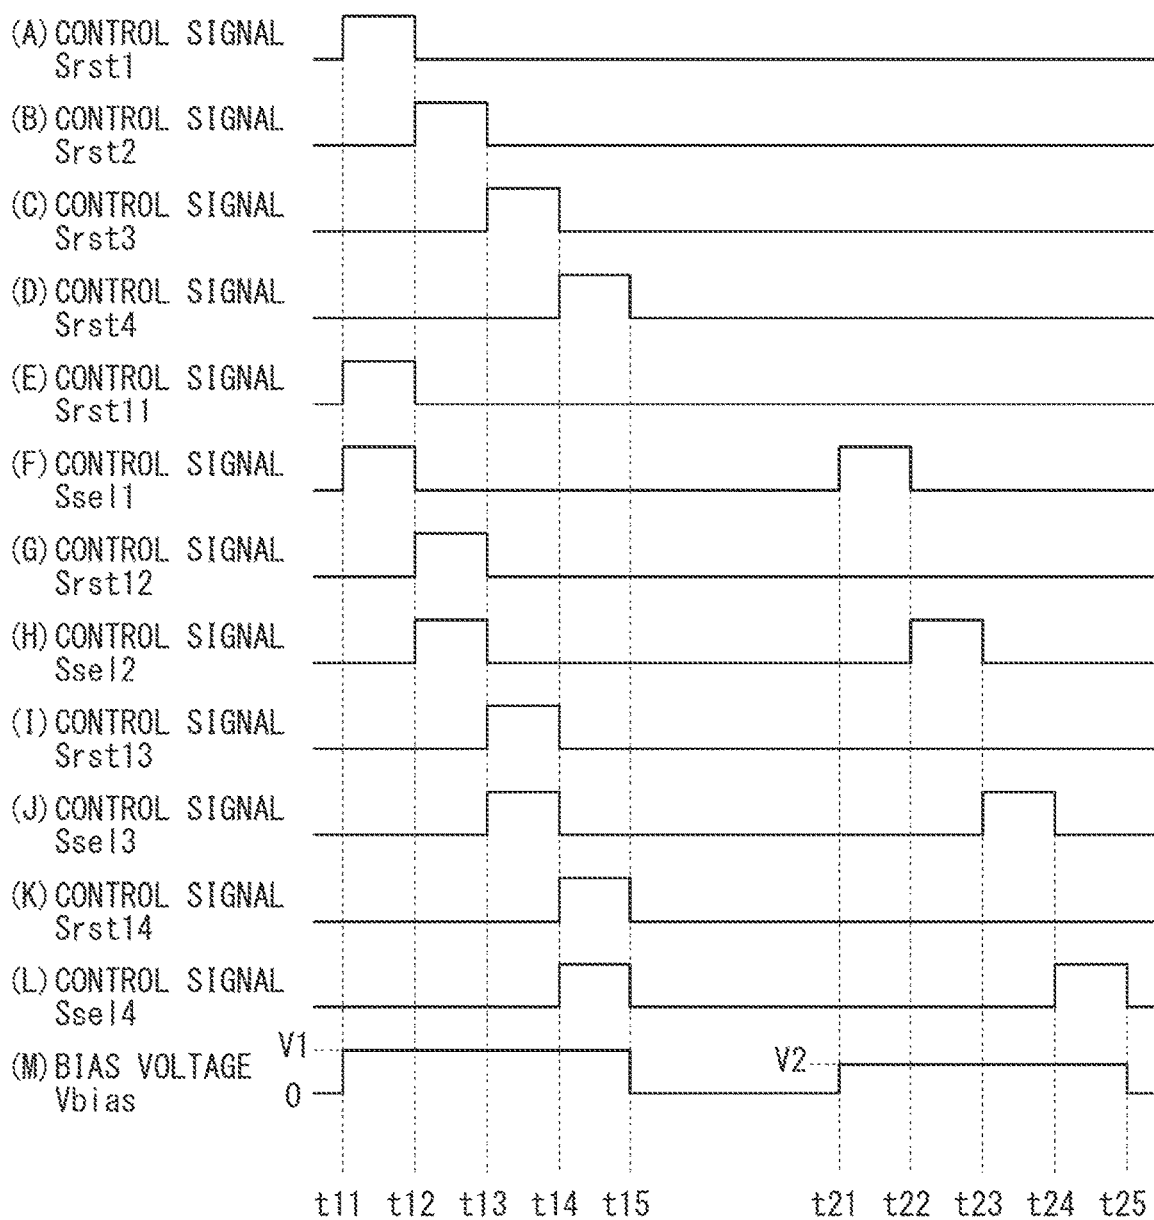 (A) CONTROL SIGNAL
Srst1
(B) CONTROL SIGNAL
Srst2
(C) CONTROL SIGNAL
Srst3
(D) CONTROL SIGNAL
Srst4
(E) CONTROL SIGNAL
Srst11
(F) CONTROL SIGNAL
Ssel1
(G) CONTROL SIGNAL
Srst12
(H) CONTROL SIGNAL
Ssel2
(I) CONTROL SIGNAL
Srst13
(J) CONTROL SIGNAL
Ssel3
(K) CONTROL SIGNAL
Srst14
(L) CONTROL SIGNAL
Ssel4
V1
(M) BIAS VOLTAGE
V2
Vbias 0
t11 t12 t13 t14 t15 t21 t22 t23 t24 t25